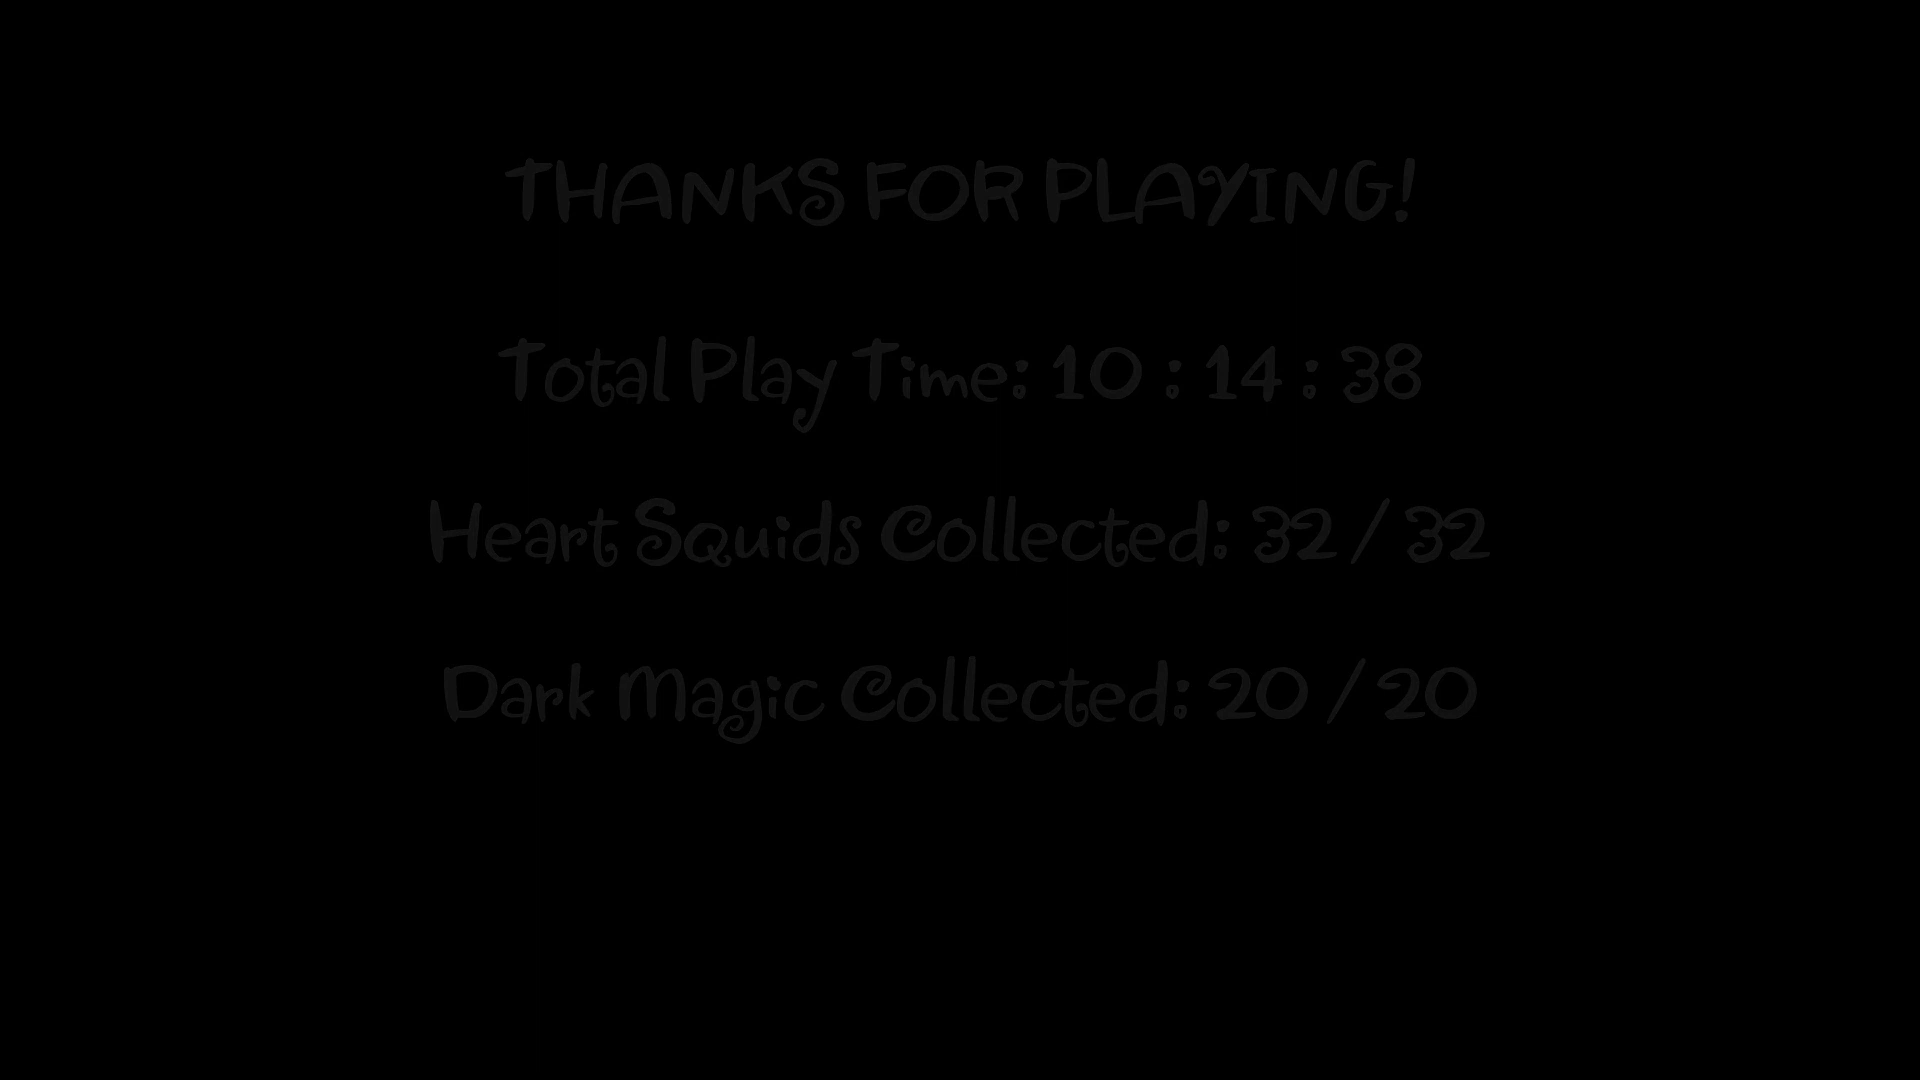 THANKS FOR PLAYING!
Total Play Time: 10 : 14 : 38
Heart Squids Collected: 32 / 32
Dark Magic Collected: 20 / 20